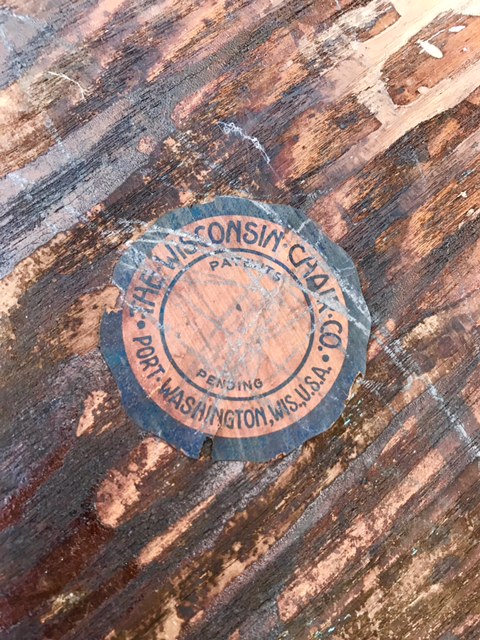 • THE • WISCONSIN • CHAIR • CO •
PATENTS
PENDING
PORT • WASHINGTON, WIS., U.S.A.